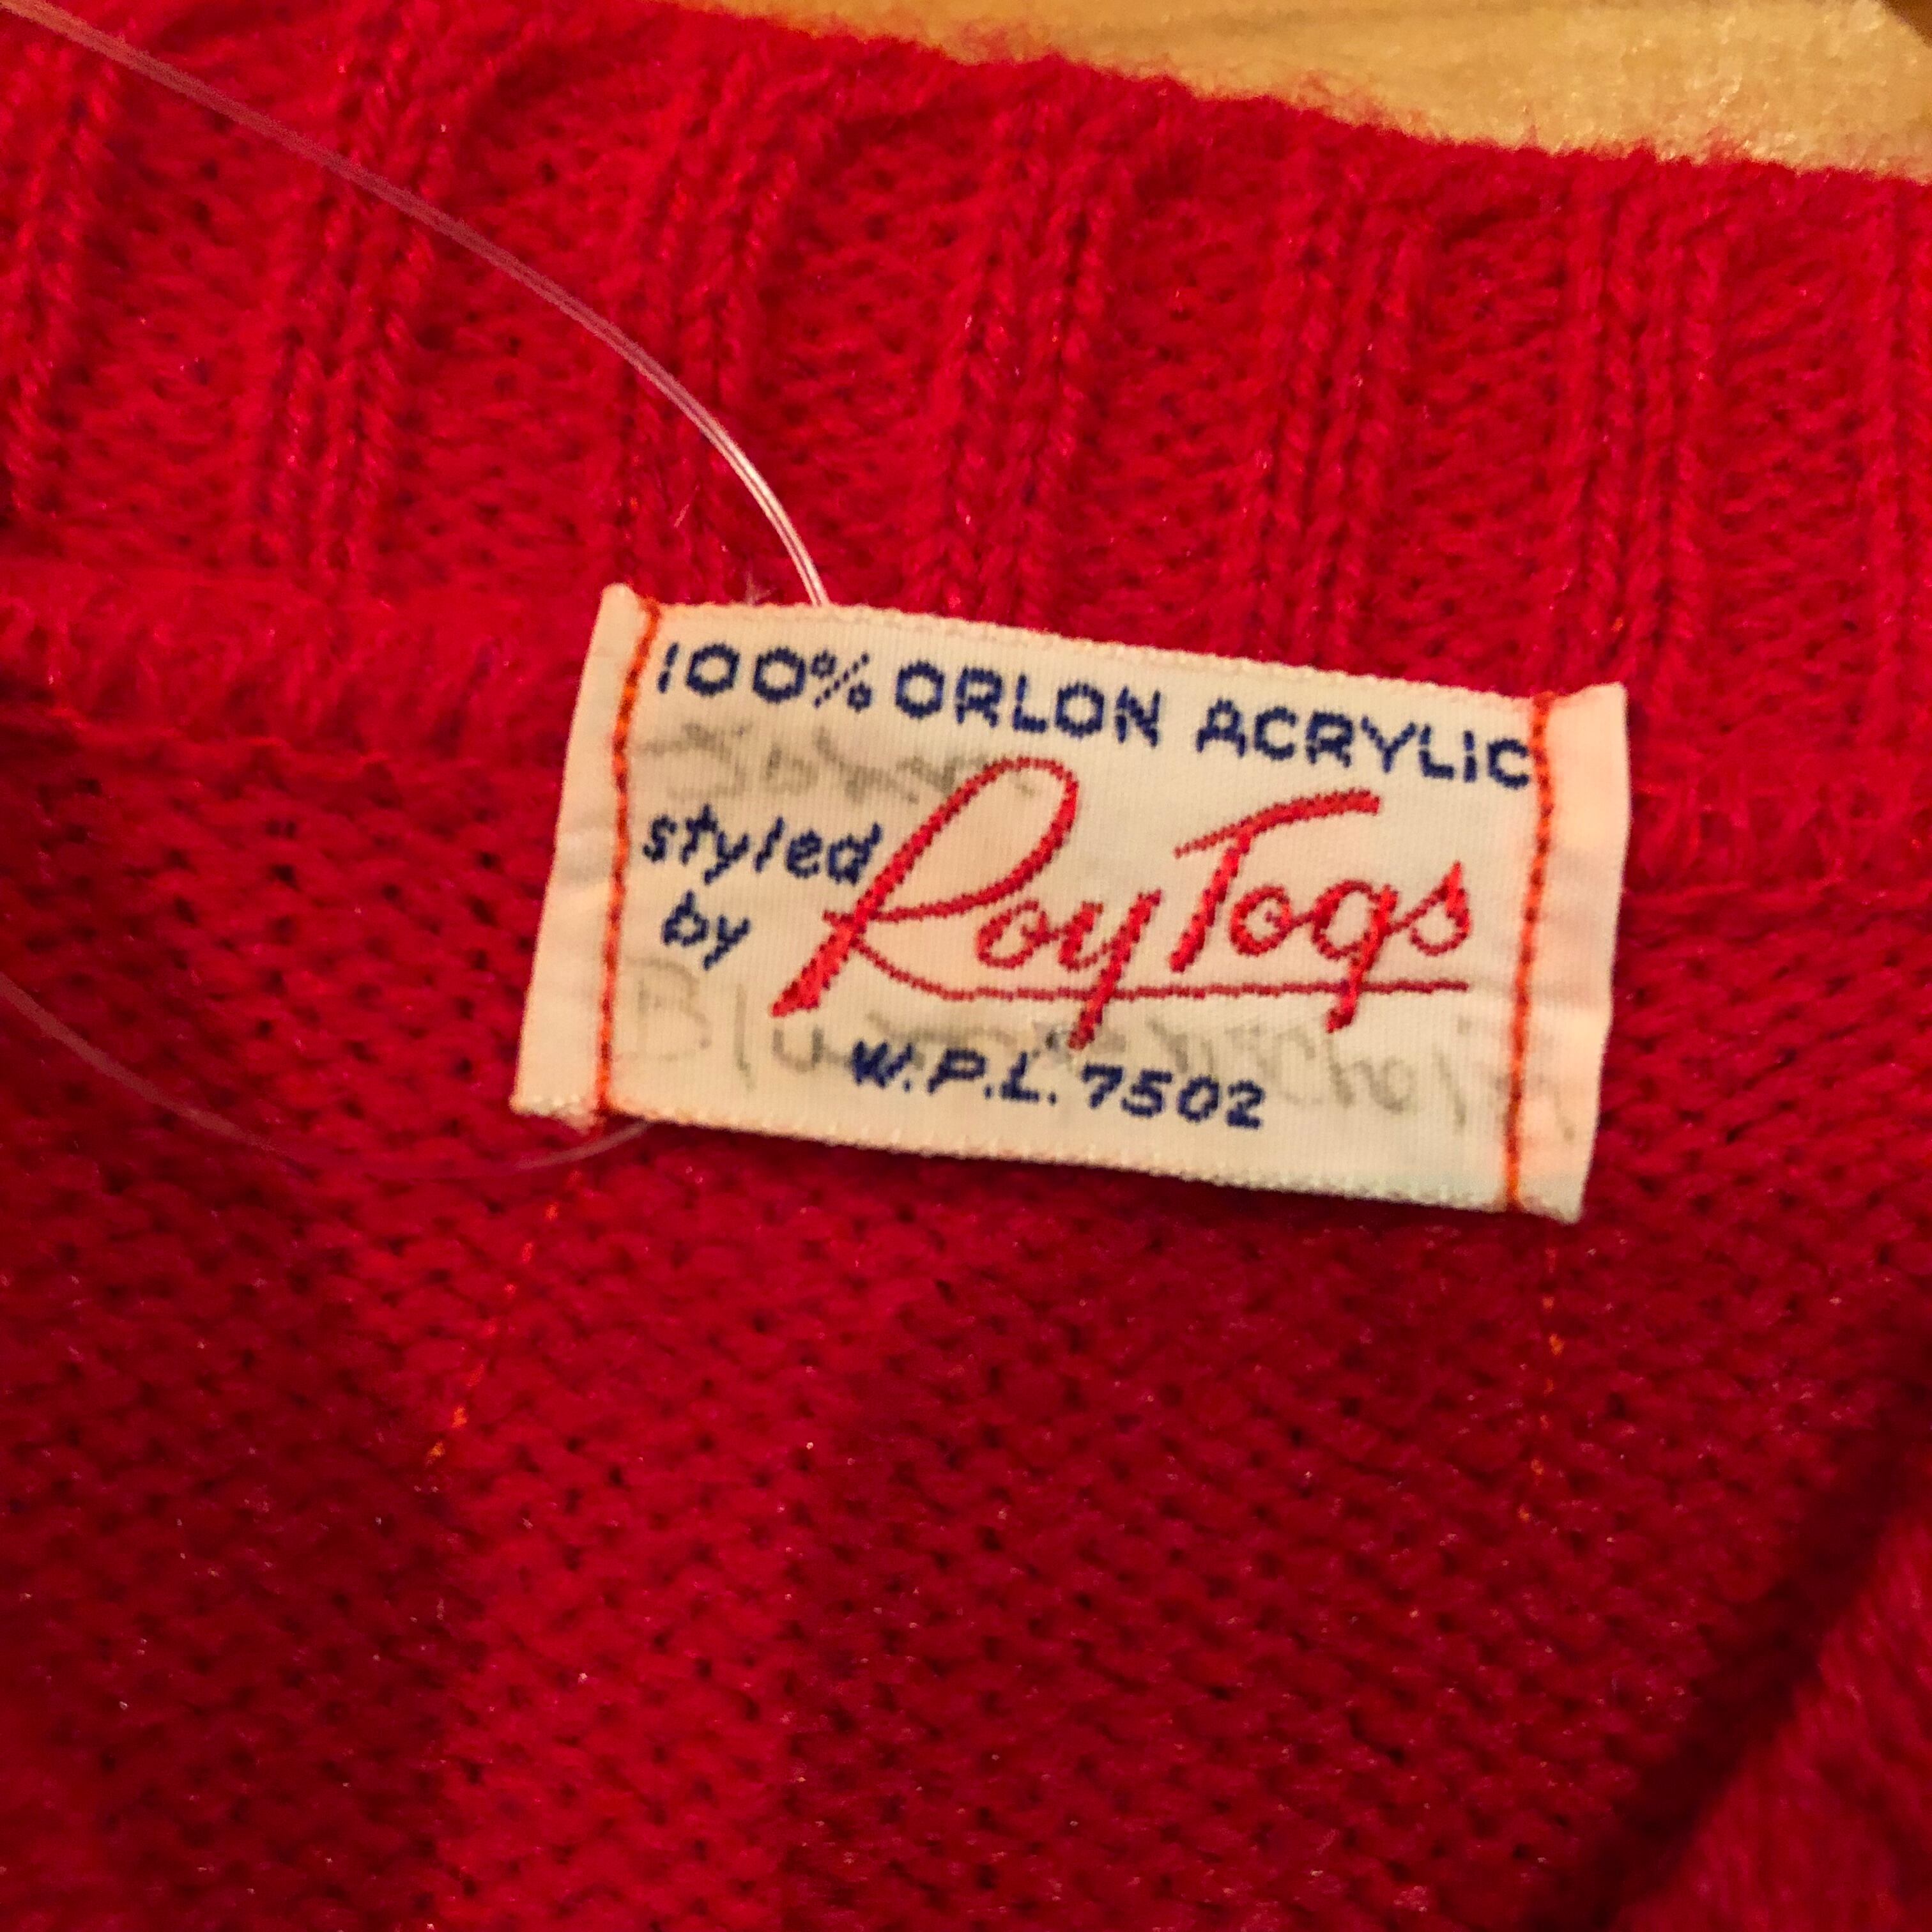 100% ORLON ACRYLIC
styled
by
Roy Togs
W.P.L. 7502